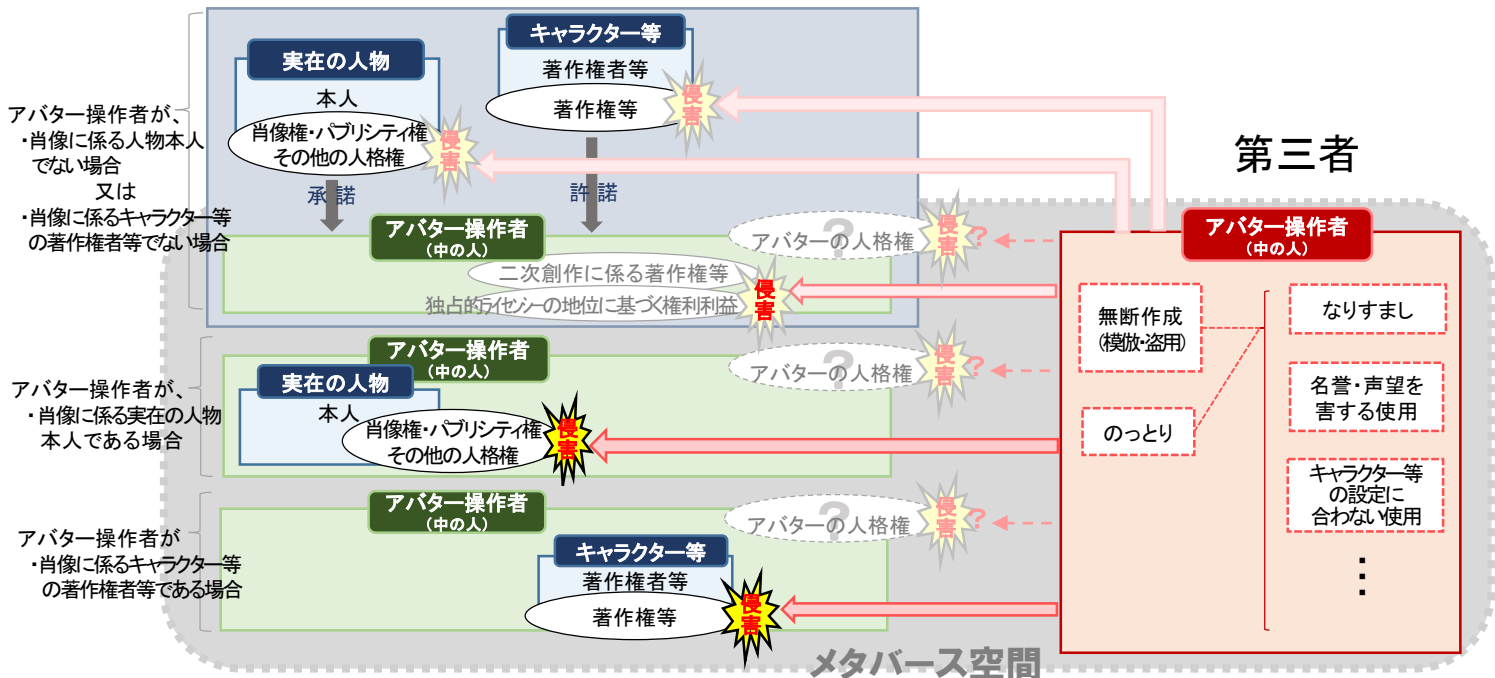 アバター操作者が、
・肖像に係る人物本人
でない場合
又は
・肖像に係るキャラクター等
の著作権者等でない場合
実在の人物
本人
肖像権・パブリシティ権
その他の人格権
侵害
承諾
キャラクター等
著作権者等
著作権等
侵害
許諾
アバター操作者
(中の人)
?
アバターの人格権
侵害
?
二次創作に係る著作権等
独占的ライセンシーの地位に基づく権利利益
侵害
アバター操作者が、
・肖像に係る実在の人物
本人である場合
アバター操作者
(中の人)
実在の人物
本人
肖像権・パブリシティ権
その他の人格権
侵害
?
アバターの人格権
侵害
?
アバター操作者が
・肖像に係るキャラクター等
の著作権者等である場合
アバター操作者
(中の人)
キャラクター等
著作権者等
著作権等
侵害
?
アバターの人格権
侵害
?
第三者
アバター操作者
(中の人)
無断作成
(模倣・盗用)
のっとり
なりすまし
名誉・声望を
害する使用
キャラクター等
の設定に
合わない使用
・・・
メタバース空間